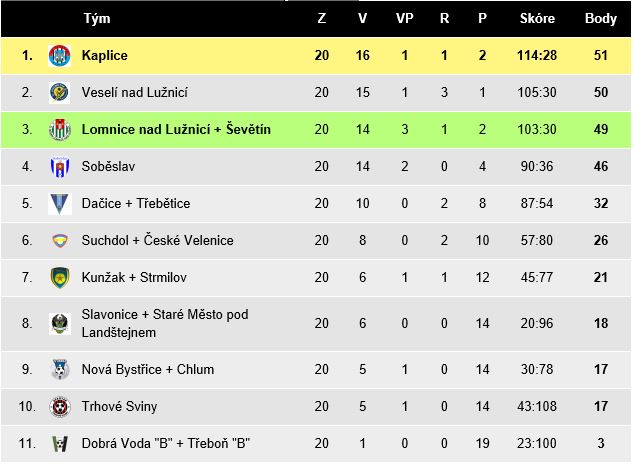 Tým Z V VP R P Skóre Body
1. Kaplice 20 16 1 1 2 114:28 51
2. Veselí nad Lužnicí 20 15 1 3 1 105:30 50
3. Lomnice nad Lužnicí + Ševětín 20 14 3 1 2 103:30 49
4. Soběslav 20 14 2 0 4 90:36 46
5. Dačice + Třebětice 20 10 0 2 8 87:54 32
6. Suchdol + České Velenice 20 8 0 2 10 57:80 26
7. Kunžak + Strmilov 20 6 1 1 12 45:77 21
8. Slavonice + Staré Město pod
Landštejnem 20 6 0 0 14 20:96 18
9. Nová Bystřice + Chlum 20 5 1 0 14 30:78 17
10. Trhové Sviny 20 5 1 0 14 43:108 17
11. Dobrá Voda "B" + Třeboň "B" 20 1 0 0 19 23:100 3